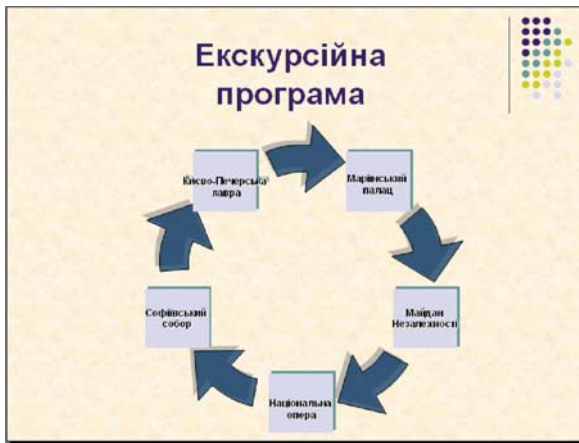 Екскурсійна
програма
Києво-Печерська
лавра
Маріїнський
палац
Майдан
Незалежності
Національна
опера
Софіївський
собор